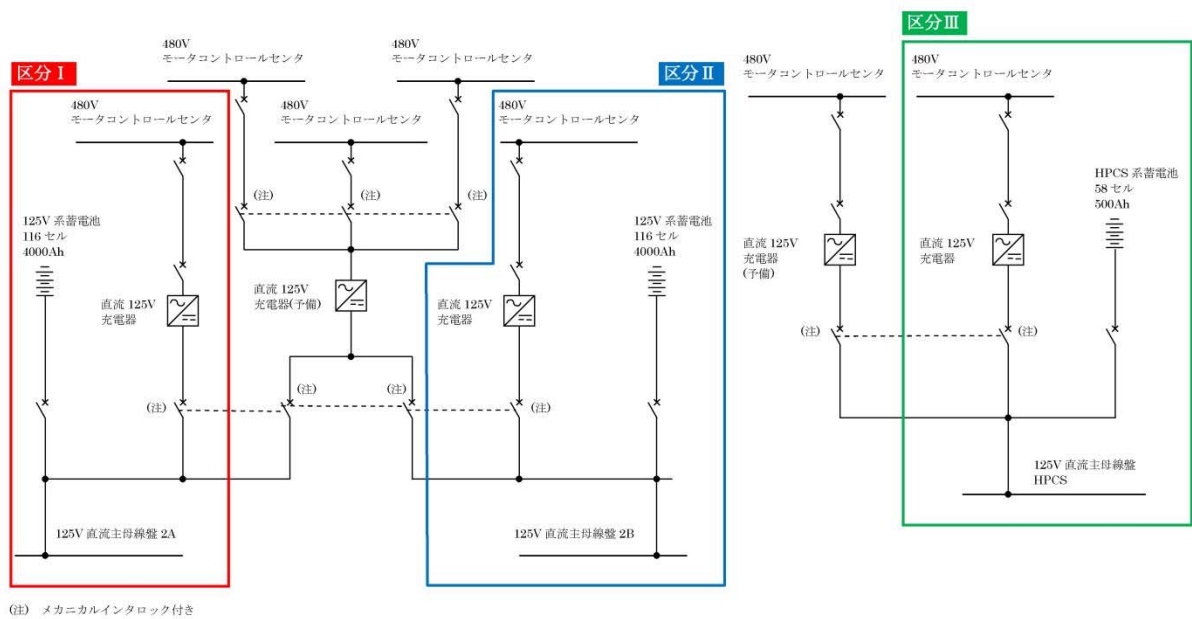 区分Ⅰ
480V
モータコントロールセンタ
125V 系蓄電池
116 セル
4000Ah
直流 125V
充電器
(注)
125V 直流主母線盤 2A
480V
モータコントロールセンタ
480V
モータコントロールセンタ
480V
モータコントロールセンタ
(注)
(注)
(注)
直流 125V
充電器(予備)
(注)
(注)
区分Ⅱ
480V
モータコントロールセンタ
125V 系蓄電池
116 セル
4000Ah
直流 125V
充電器
(注)
125V 直流主母線盤 2B
480V
モータコントロールセンタ
直流 125V
充電器
(予備)
(注)
区分Ⅲ
480V
モータコントロールセンタ
HPCS 系蓄電池
58 セル
500Ah
直流 125V
充電器
(注)
125V 直流主母線盤
HPCS
(注) メカニカルインタロック付き